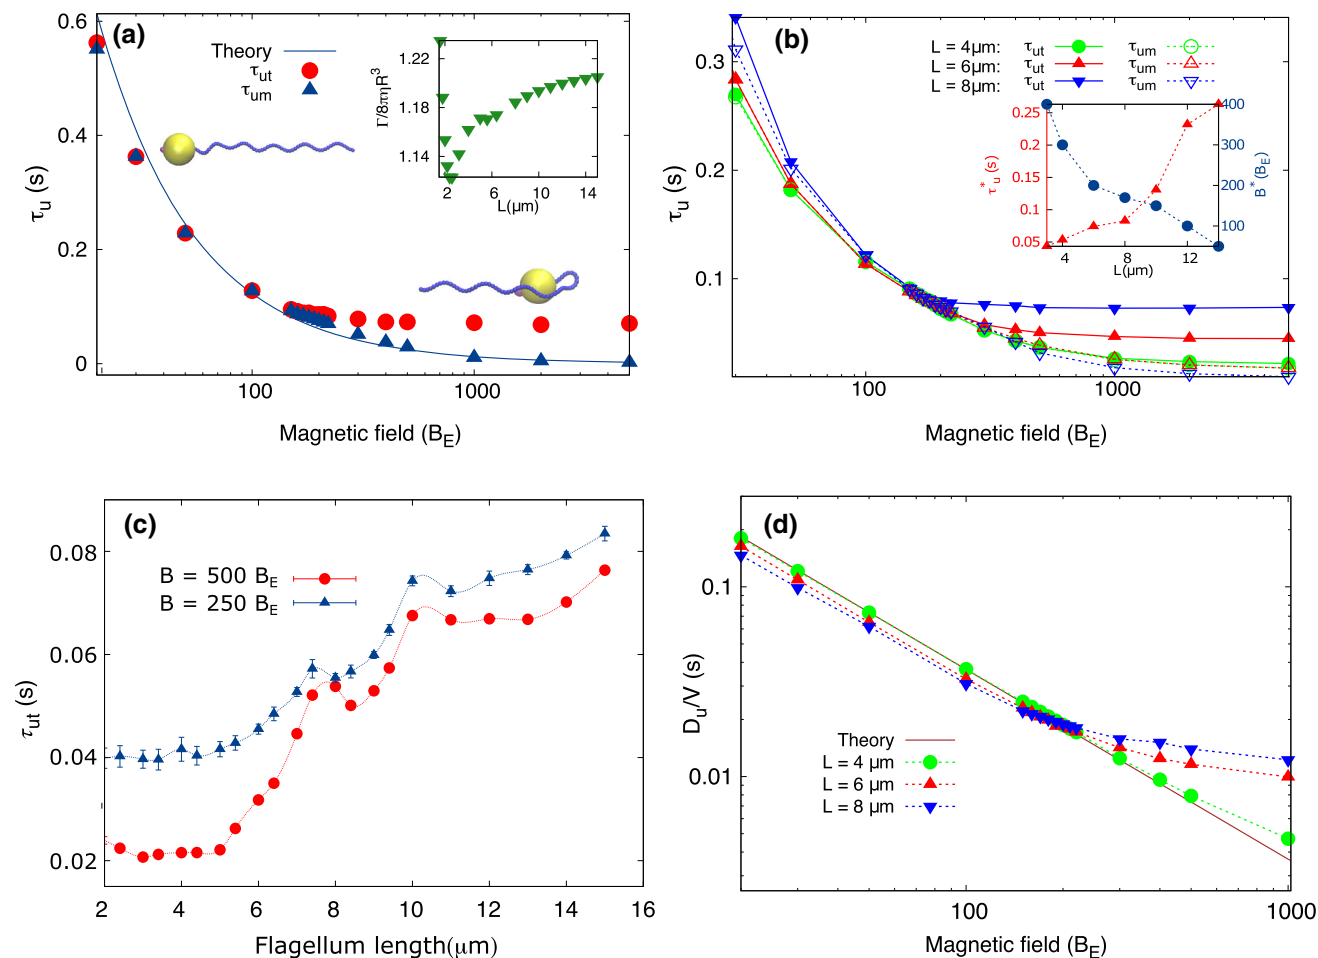 (a)
Theory
τut
τum
0.6
0.4
0.2
0
τu (s)
100
1000
Magnetic field (BE)
Γ/8πηR³
1.22
1.18
1.14
2
6
10
14
L(μm)
(b)
L = 4μm: τut τum
L = 6μm: τut τum
L = 8μm: τut τum
0.3
0.2
0.1
τu (s)
100
1000
Magnetic field (BE)
τ*u (s)
0.25
0.2
0.15
0.1
0.05
4
8
12
L(μm)
400
300
200
100
B*(BE)
(c)
B = 500 BE
B = 250 BE
0.08
0.06
0.04
0.02
τut (s)
2 4 6 8 10 12 14 16
Flagellum length(μm)
(d)
0.1
0.01
Du/V (s)
Theory
L = 4 μm
L = 6 μm
L = 8 μm
100
1000
Magnetic field (BE)